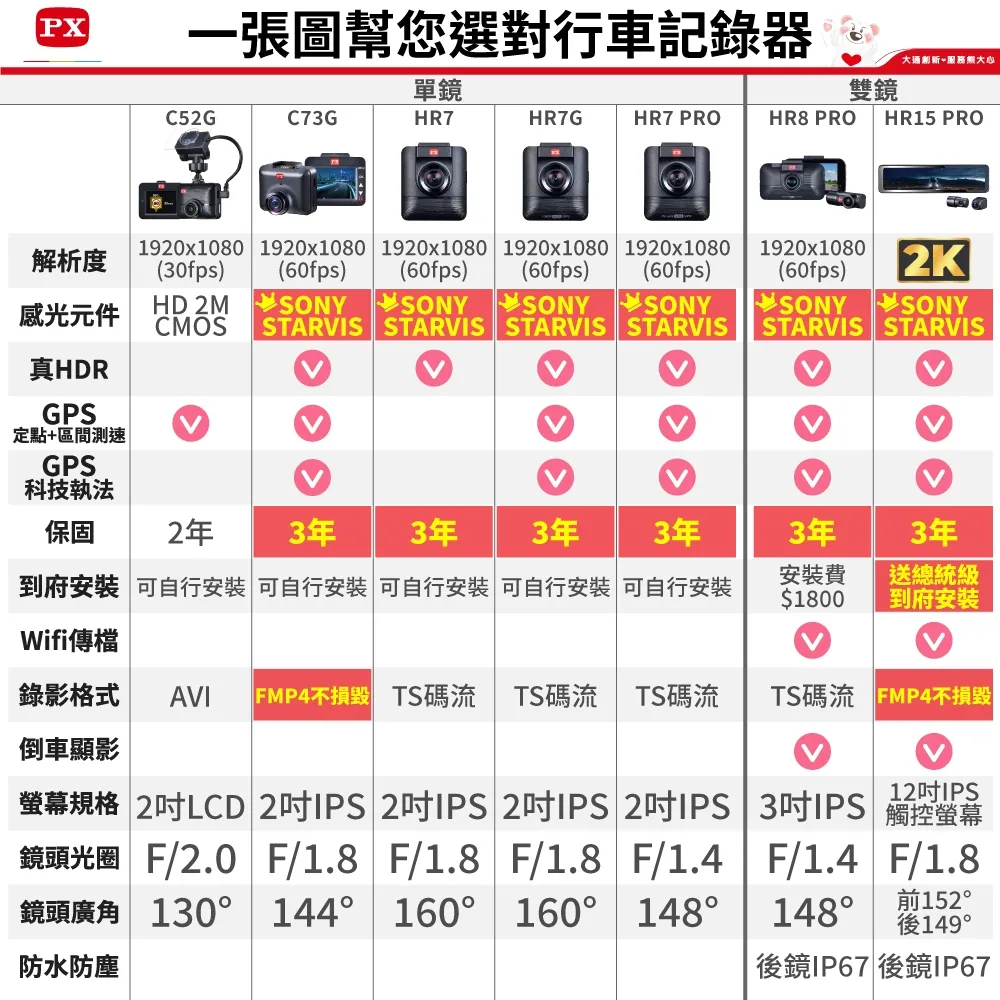 PX
一張圖幫您選對行車記錄器
大通創新♥服務熊大心
單鏡 雙鏡
C52G C73G HR7 HR7G HR7 PRO HR8 PRO HR15 PRO
解析度 1920x1080 (30fps) 1920x1080 (60fps) 1920x1080 (60fps) 1920x1080 (60fps) 1920x1080 (60fps) 1920x1080 (60fps) 2K
感光元件 HD 2M CMOS SONY STARVIS SONY STARVIS SONY STARVIS SONY STARVIS SONY STARVIS SONY STARVIS
真HDR
GPS
定點+區間測速
GPS
科技執法
保固 2年 3年 3年 3年 3年 3年 3年
到府安裝 可自行安裝 可自行安裝 可自行安裝 可自行安裝 可自行安裝 安裝費 $1800 送總統級 到府安裝
Wifi傳檔
錄影格式 AVI FMP4不損毀 TS碼流 TS碼流 TS碼流 TS碼流 FMP4不損毀
倒車顯影
螢幕規格 2吋LCD 2吋IPS 2吋IPS 2吋IPS 2吋IPS 3吋IPS 12吋IPS 觸控螢幕
鏡頭光圈 F/2.0 F/1.8 F/1.8 F/1.8 F/1.4 F/1.4 F/1.8
鏡頭廣角 130° 144° 160° 160° 148° 148° 前152° 後149°
防水防塵 後鏡IP67 後鏡IP67